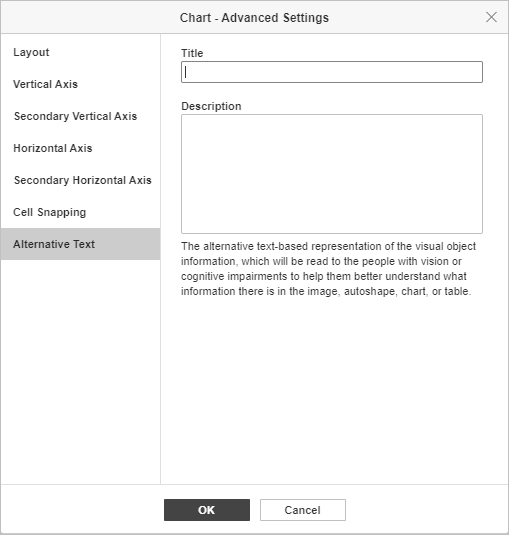 Chart - Advanced Settings
Layout
Vertical Axis
Secondary Vertical Axis
Horizontal Axis
Secondary Horizontal Axis
Cell Snapping
Alternative Text
Title
Description
The alternative text-based representation of the visual object
information, which will be read to the people with vision or
cognitive impairments to help them better understand what
information there is in the image, autoshape, chart, or table.
OK
Cancel